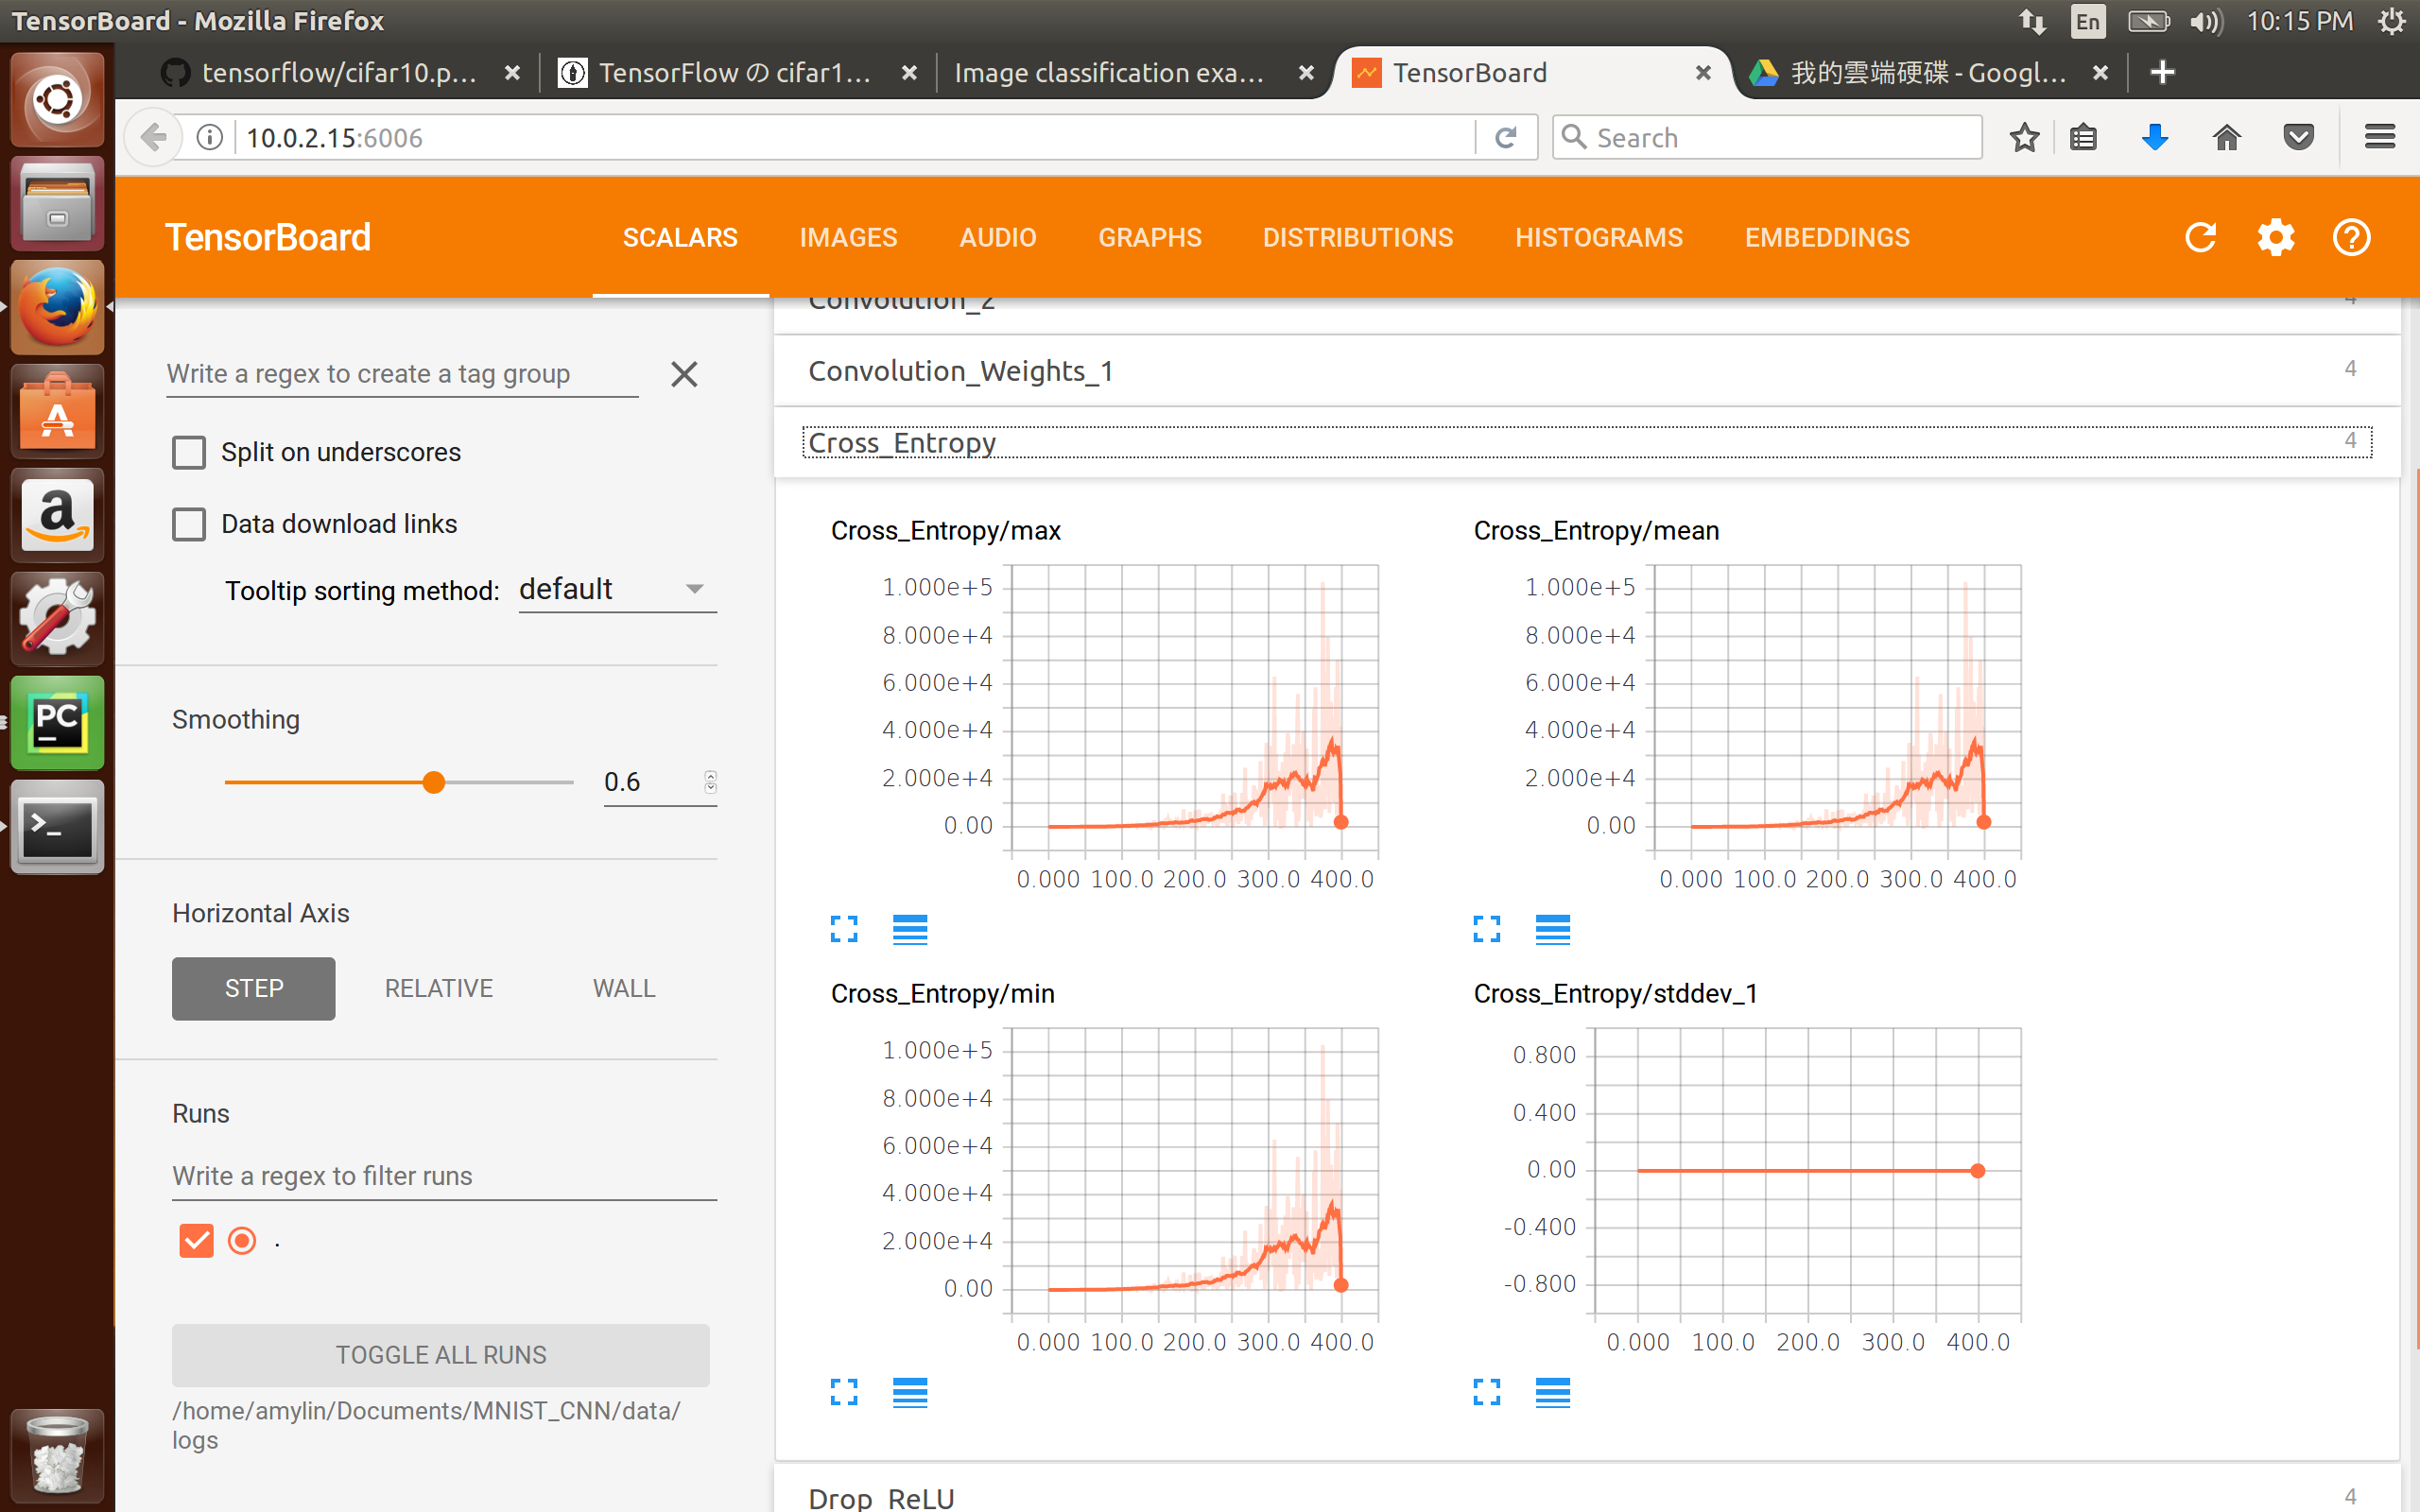 TensorBoard - Mozilla Firefox
En
10:15 PM
tensorflow/cifar10.p...
TensorFlow の cifar1...
Image classification exa...
TensorBoard
我的雲端硬碟 - Googl...
10.0.2.15:6006
Search
TensorBoard
SCALARS
IMAGES
AUDIO
GRAPHS
DISTRIBUTIONS
HISTOGRAMS
EMBEDDINGS
Write a regex to create a tag group
Split on underscores
Data download links
Tooltip sorting method: default
Smoothing
0.6
Horizontal Axis
STEP
RELATIVE
WALL
Runs
Write a regex to filter runs
.
TOGGLE ALL RUNS
/home/amylin/Documents/MNIST_CNN/data/
logs
Convolution_2
4
Convolution_Weights_1
4
Cross_Entropy
4
Cross_Entropy/max
1.000e+5
8.000e+4
6.000e+4
4.000e+4
2.000e+4
0.00
0.000 100.0 200.0 300.0 400.0
Cross_Entropy/mean
1.000e+5
8.000e+4
6.000e+4
4.000e+4
2.000e+4
0.00
0.000 100.0 200.0 300.0 400.0
Cross_Entropy/min
1.000e+5
8.000e+4
6.000e+4
4.000e+4
2.000e+4
0.00
0.000 100.0 200.0 300.0 400.0
Cross_Entropy/stddev_1
0.800
0.400
0.00
-0.400
-0.800
0.000 100.0 200.0 300.0 400.0
Drop_ReLU
4
A
a
PC
>_